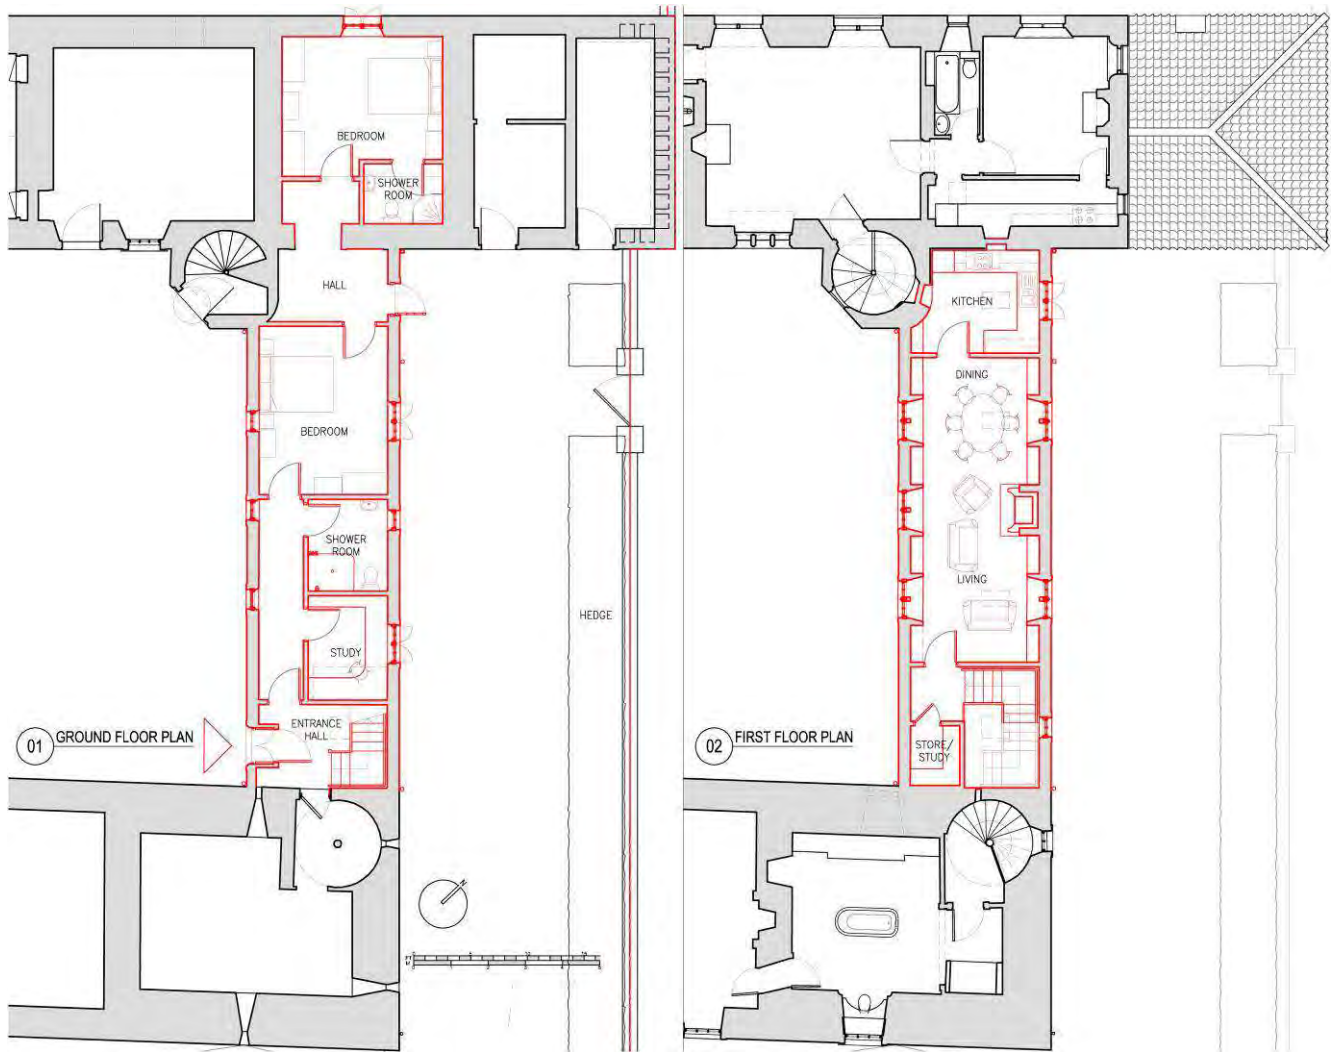 BEDROOM
SHOWER
ROOM
HALL
BEDROOM
SHOWER
ROOM
STUDY
ENTRANCE
HALL
01 GROUND FLOOR PLAN
HEDGE
N
KITCHEN
DINING
LIVING
STORE/
STUDY
02 FIRST FLOOR PLAN